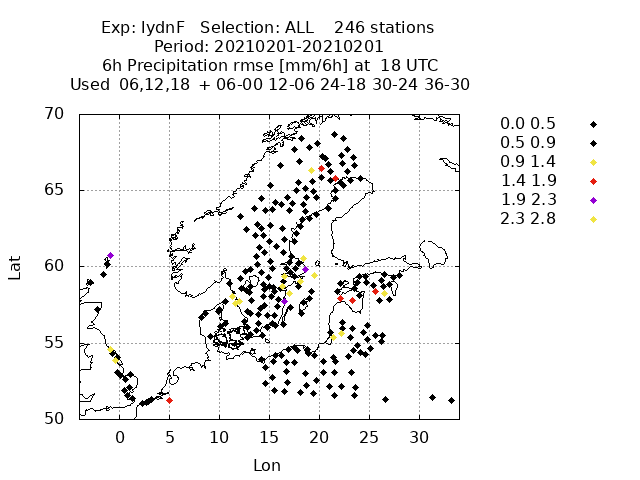 Exp: IydnF Selection: ALL 246 stations
Period: 20210201-20210201
6h Precipitation rmse [mm/6h] at 18 UTC
Used 06,12,18 + 06-00 12-06 24-18 30-24 36-30
70
65
60
55
50
Lat
0 5 10 15 20 25 30
Lon
0.0 0.5
0.5 0.9
0.9 1.4
1.4 1.9
1.9 2.3
2.3 2.8